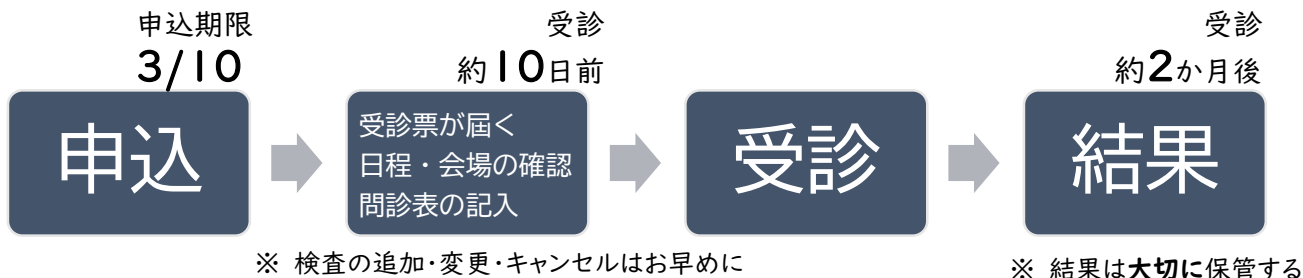 申込期限
3/10
受診
約10日前
受診
約2か月後
申込
受診票が届く
日程・会場の確認
問診表の記入
受診
結果
※ 検査の追加・変更・キャンセルはお早めに
※ 結果は大切に保管する